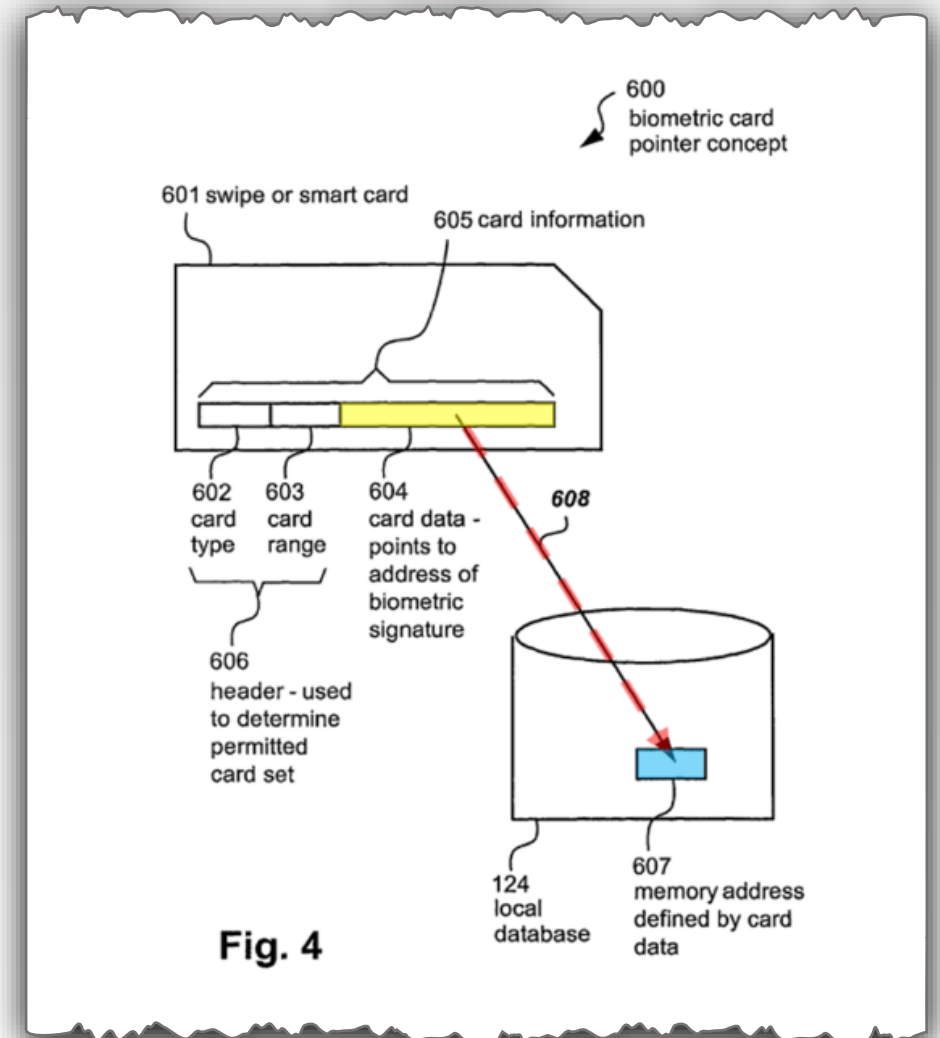 600
biometric card
pointer concept
601 swipe or smart card
605 card information
602
card
type
603
card
range
604
card data -
points to
address of
biometric
signature
608
606
header - used
to determine
permitted
card set
124
local
database
607
memory address
defined by card
data
Fig. 4